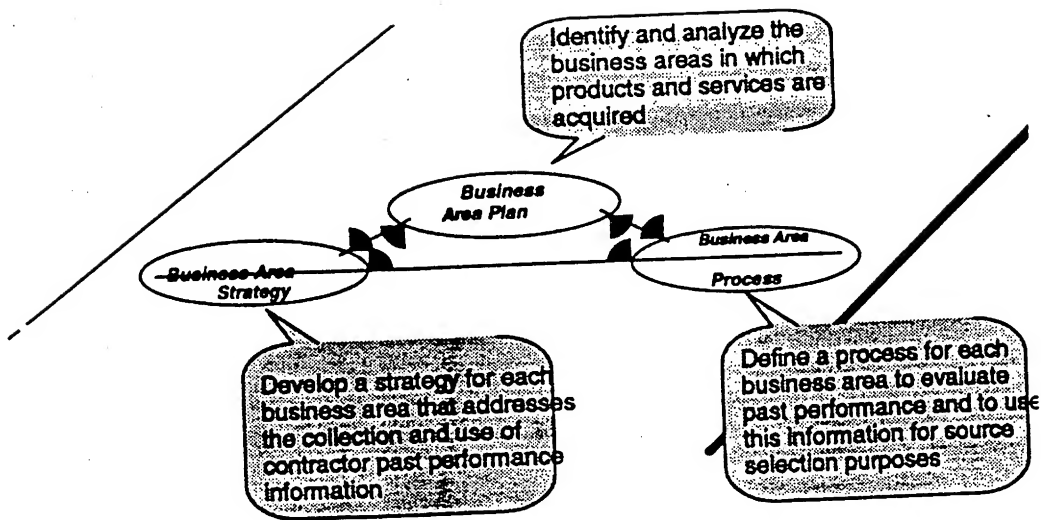 Identify and analyze the
business areas in which
products and services are
acquired
Business
Area Plan
Business Area
Strategy
Business Area
Process
Develop a strategy for each
business area that addresses
the collection and use of
contractor past performance
information
Define a process for each
business area to evaluate
past performance and to use
this information for source
selection purposes